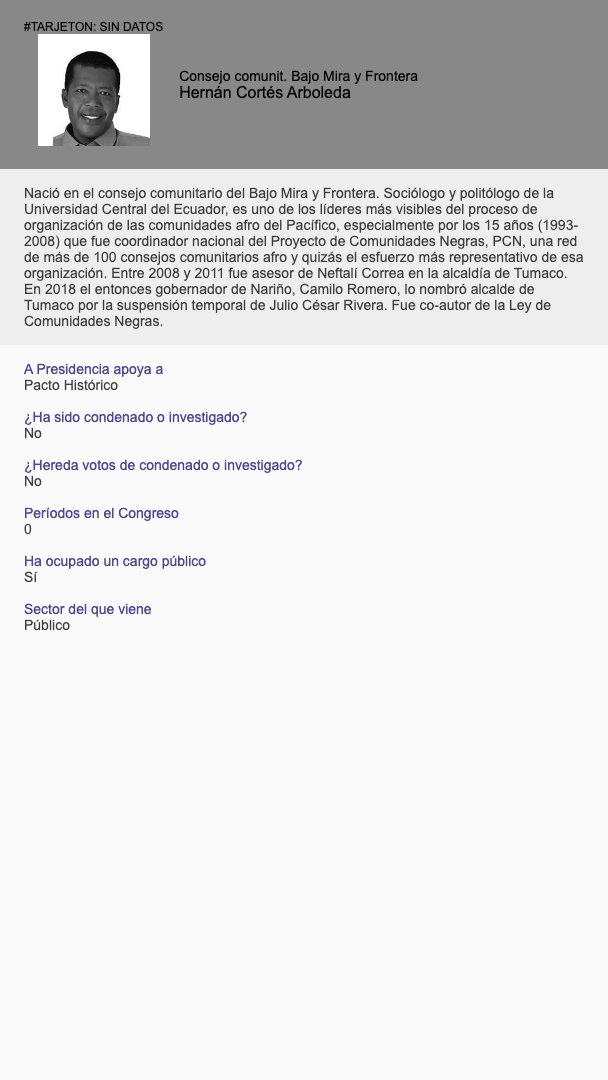 #TARJETON: SIN DATOS
Consejo comunit. Bajo Mira y Frontera
Hernán Cortés Arboleda
Nació en el consejo comunitario del Bajo Mira y Frontera. Sociólogo y politólogo de la
Universidad Central del Ecuador, es uno de los líderes más visibles del proceso de
organización de las comunidades afro del Pacífico, especialmente por los 15 años (1993-
2008) que fue coordinador nacional del Proyecto de Comunidades Negras, PCN, una red
de más de 100 consejos comunitarios afro y quizás el esfuerzo más representativo de esa
organización. Entre 2008 y 2011 fue asesor de Neftalí Correa en la alcaldía de Tumaco.
En 2018 el entonces gobernador de Nariño, Camilo Romero, lo nombró alcalde de
Tumaco por la suspensión temporal de Julio César Rivera. Fue co-autor de la Ley de
Comunidades Negras.
A Presidencia apoya a
Pacto Histórico
¿Ha sido condenado o investigado?
No
¿Hereda votos de condenado o investigado?
No
Períodos en el Congreso
0
Ha ocupado un cargo público
Sí
Sector del que viene
Público